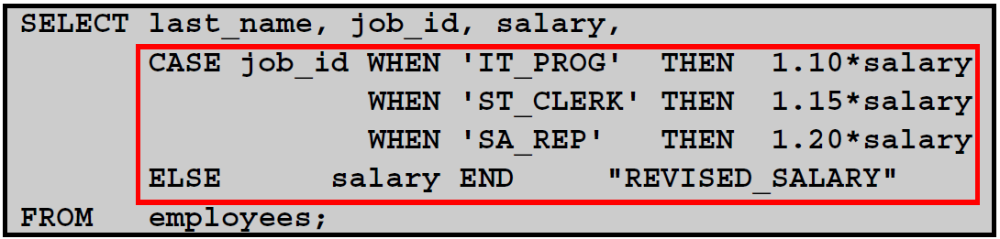 SELECT last_name, job_id, salary,
CASE job_id WHEN 'IT_PROG' THEN 1.10*salary
WHEN 'ST_CLERK' THEN 1.15*salary
WHEN 'SA_REP' THEN 1.20*salary
ELSE salary END "REVISED_SALARY"
FROM employees;